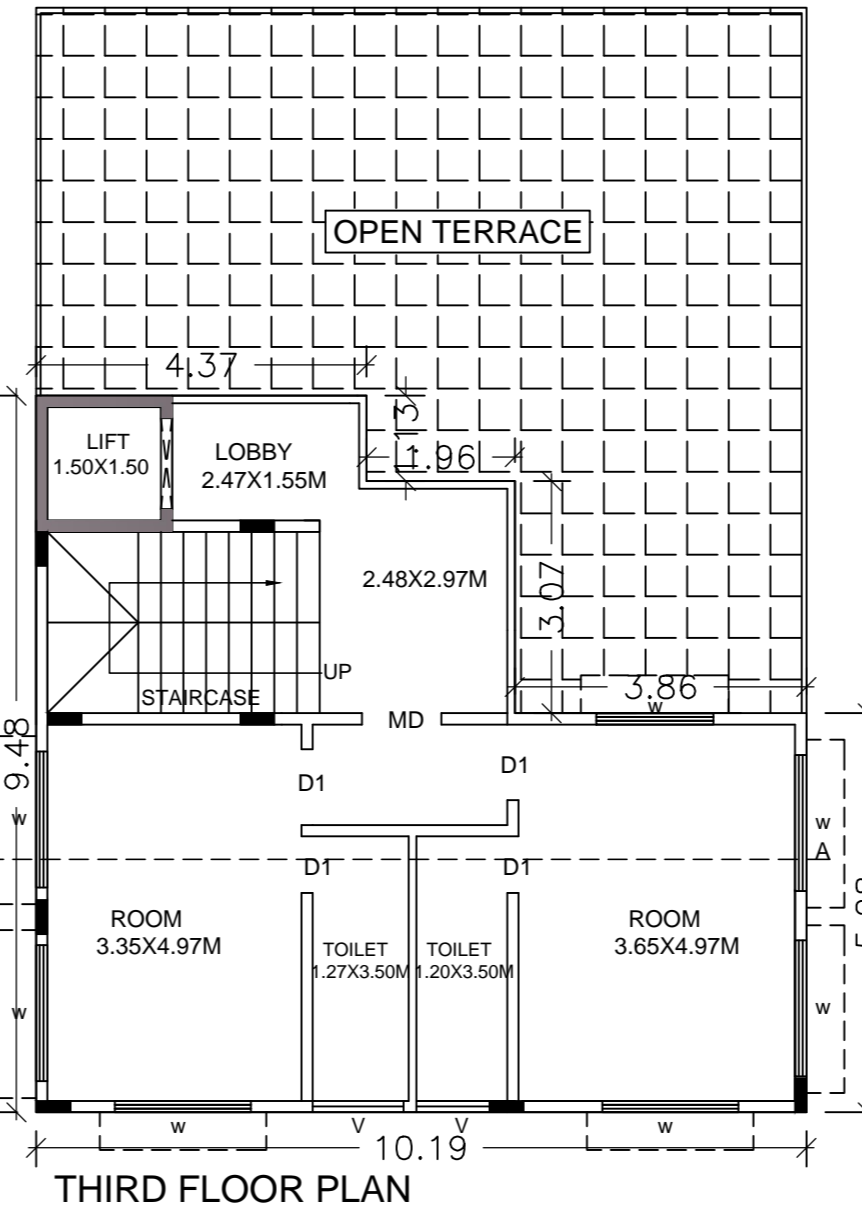 OPEN TERRACE
4.37
1.13
1.96
LIFT
1.50X1.50
LOBBY
2.47X1.55M
2.48X2.97M
3.07
UP
STAIRCASE
3.86
w
MD
9.48
D1
D1
w
w
A
D1
D1
ROOM
3.35X4.97M
ROOM
3.65X4.97M
TOILET
1.27X3.50M
TOILET
1.20X3.50M
w
w
w
V
V
w
10.19
THIRD FLOOR PLAN